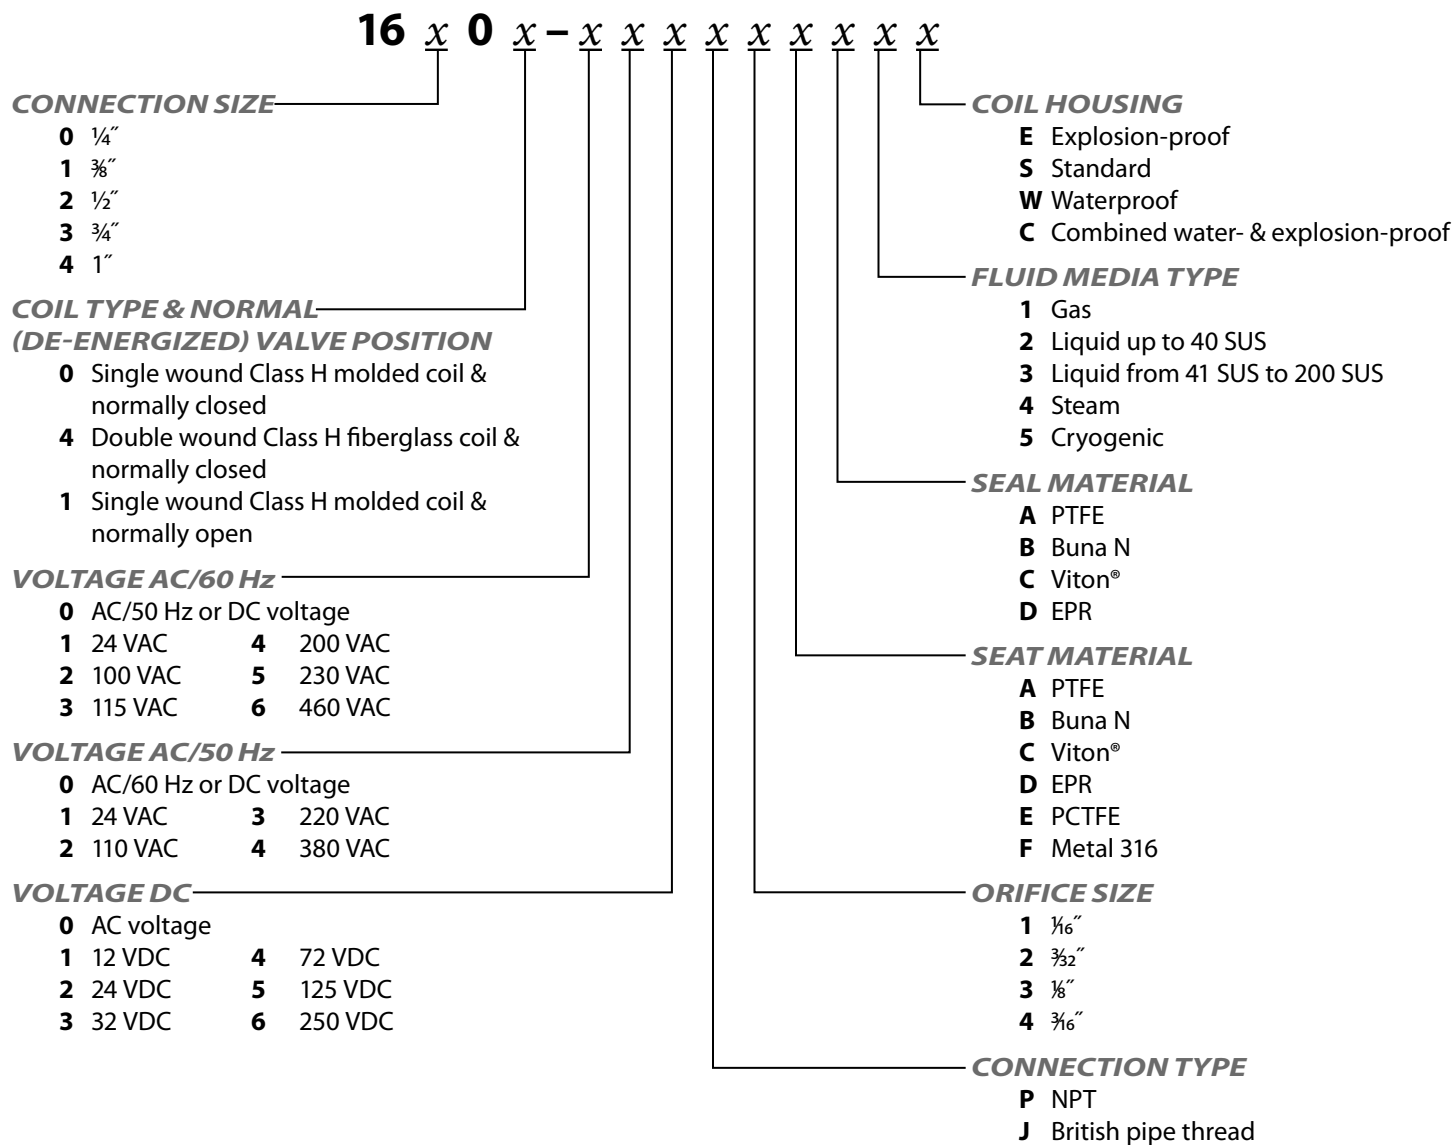 16 x 0 x – x x x x x x x x x
CONNECTION SIZE
0 ¼″
1 ⅜″
2 ½″
3 ¾″
4 1″
COIL TYPE & NORMAL
(DE-ENERGIZED) VALVE POSITION
0 Single wound Class H molded coil &
normally closed
4 Double wound Class H fiberglass coil &
normally closed
1 Single wound Class H molded coil &
normally open
VOLTAGE AC/60 Hz
0 AC/50 Hz or DC voltage
1 24 VAC 4 200 VAC
2 100 VAC 5 230 VAC
3 115 VAC 6 460 VAC
VOLTAGE AC/50 Hz
0 AC/60 Hz or DC voltage
1 24 VAC 3 220 VAC
2 110 VAC 4 380 VAC
VOLTAGE DC
0 AC voltage
1 12 VDC 4 72 VDC
2 24 VDC 5 125 VDC
3 32 VDC 6 250 VDC
COIL HOUSING
E Explosion-proof
S Standard
W Waterproof
C Combined water- & explosion-proof
FLUID MEDIA TYPE
1 Gas
2 Liquid up to 40 SUS
3 Liquid from 41 SUS to 200 SUS
4 Steam
5 Cryogenic
SEAL MATERIAL
A PTFE
B Buna N
C Viton®
D EPR
SEAT MATERIAL
A PTFE
B Buna N
C Viton®
D EPR
E PCTFE
F Metal 316
ORIFICE SIZE
1 1⁄16″
2 3⁄32″
3 ⅛″
4 3⁄16″
CONNECTION TYPE
P NPT
J British pipe thread